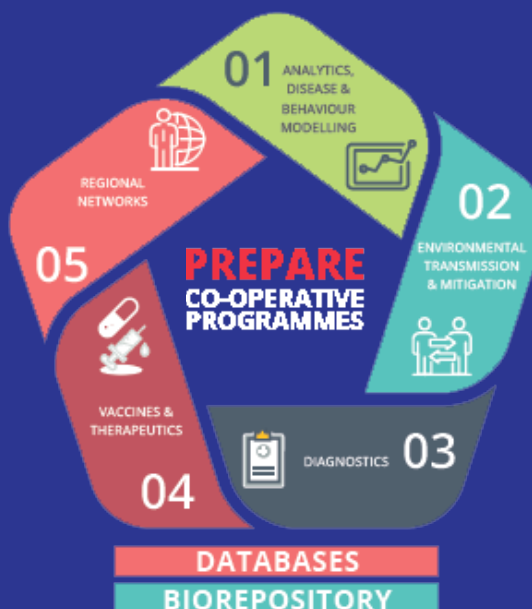 01
ANALYTICS,
DISEASE &
BEHAVIOUR
MODELLING
02
ENVIRONMENTAL
TRANSMISSION
& MITIGATION
REGIONAL
NETWORKS
05
PREPARE
CO-OPERATIVE
PROGRAMMES
VACCINES &
THERAPEUTICS
04
DIAGNOSTICS 03
DATABASES
BIOREPOSITORY